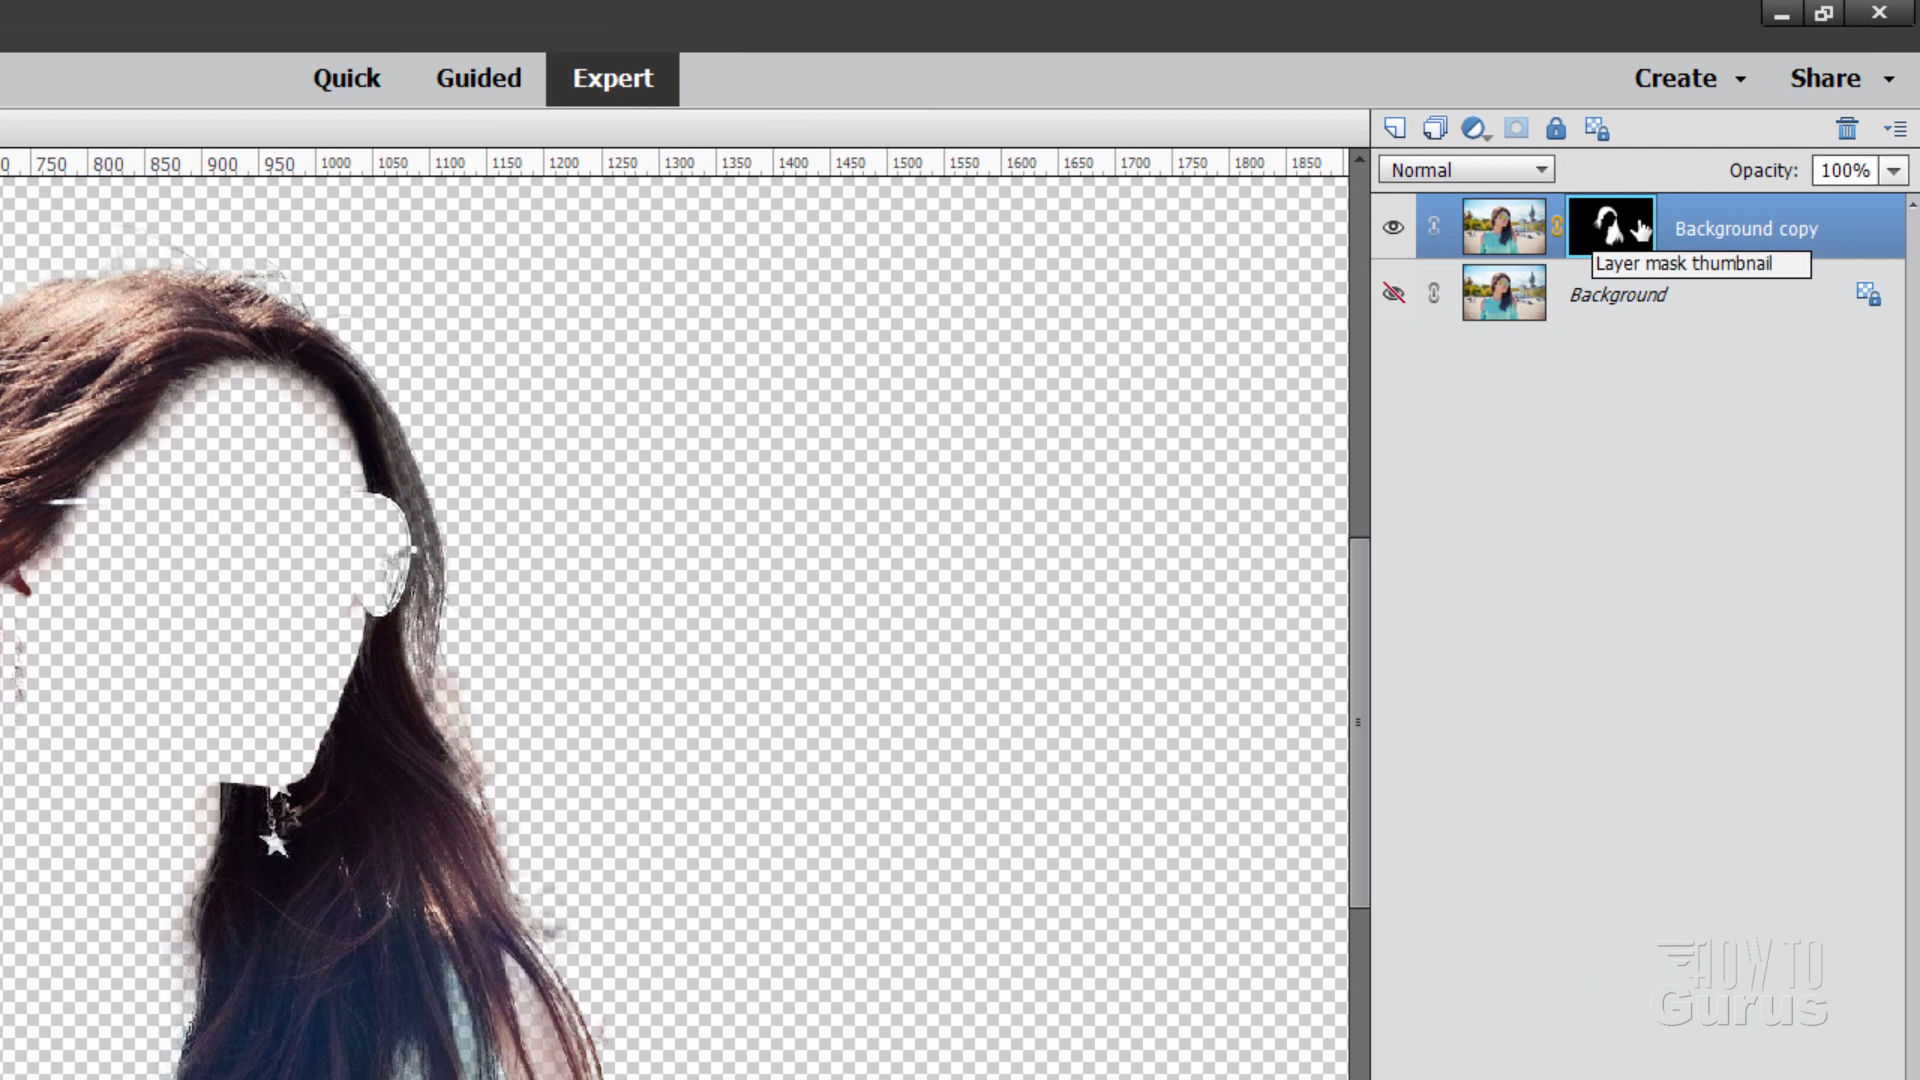 Quick Guided Expert Create Share
0 750 800 850 900 950 1000 1050 1100 1150 1200 1250 1300 1350 1400 1450 1500 1550 1600 1650 1700 1750 1800 1850
Normal Opacity: 100%
Background copy
Layer mask thumbnail
Background
HOW TO
Gurus